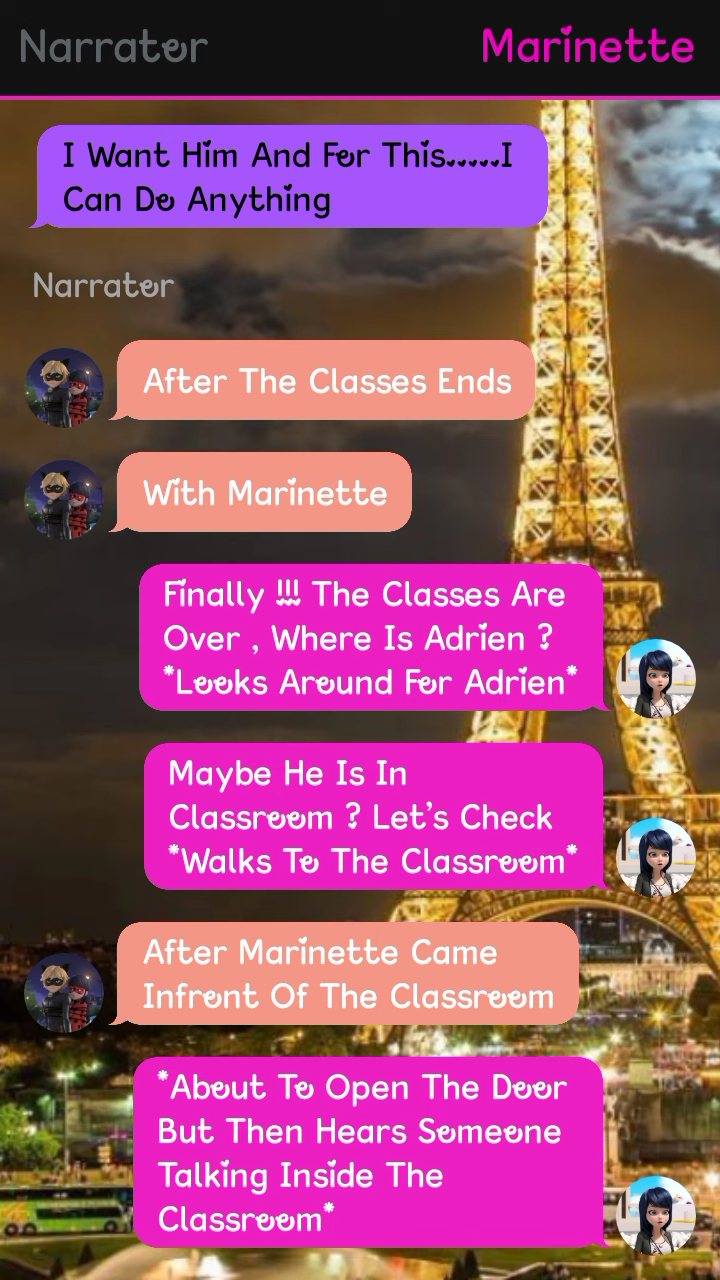 Narrator
Marinette
I Want Him And For This.....I
Can Do Anything
Narrator
After The Classes Ends
With Marinette
Finally !!! The Classes Are
Over , Where Is Adrien ?
*Looks Around For Adrien*
Maybe He Is In
Classroom ? Let's Check
*Walks To The Classroom*
After Marinette Came
Infront Of The Classroom
*About To Open The Door
But Then Hears Someone
Talking Inside The
Classroom*